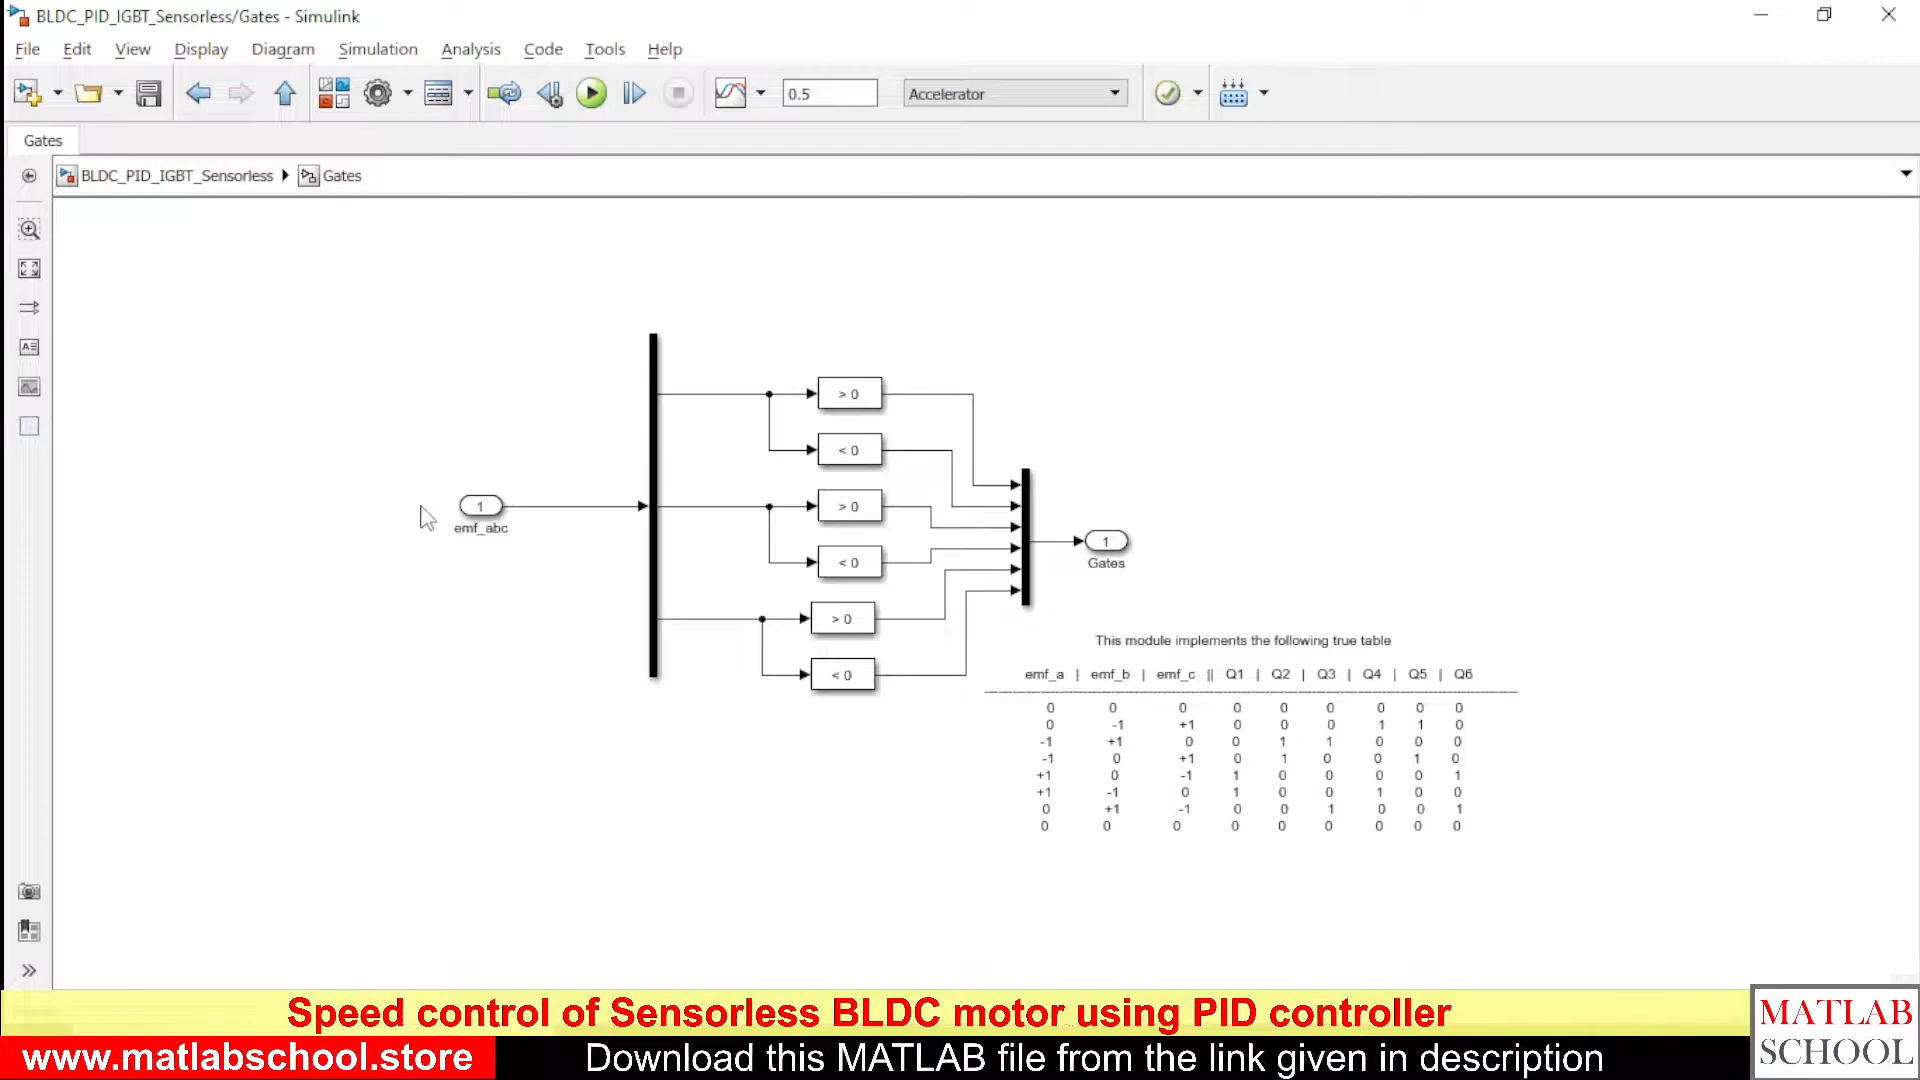 BLDC_PID_IGBT_Sensorless/Gates - Simulink
File Edit View Display Diagram Simulation Analysis Code Tools Help
0.5 Accelerator
Gates
BLDC_PID_IGBT_Sensorless Gates
> 0
< 0
> 0
1
emf_abc
1
Gates
< 0
> 0
< 0
This module implements the following true table
emf_a | emf_b | emf_c || Q1 | Q2 | Q3 | Q4 | Q5 | Q6
0 0 0 0 0 0 0 0 0
0 -1 +1 0 0 0 1 1 0
-1 +1 0 0 1 1 0 0 0
-1 0 +1 0 1 0 0 1 0
+1 0 -1 1 0 0 0 0 1
+1 -1 0 1 0 0 1 0 0
0 +1 -1 0 0 1 0 0 1
0 0 0 0 0 0 0 0 0
Speed control of Sensorless BLDC motor using PID controller
www.matlabschool.store
Download this MATLAB file from the link given in description
MATLAB
SCHOOL